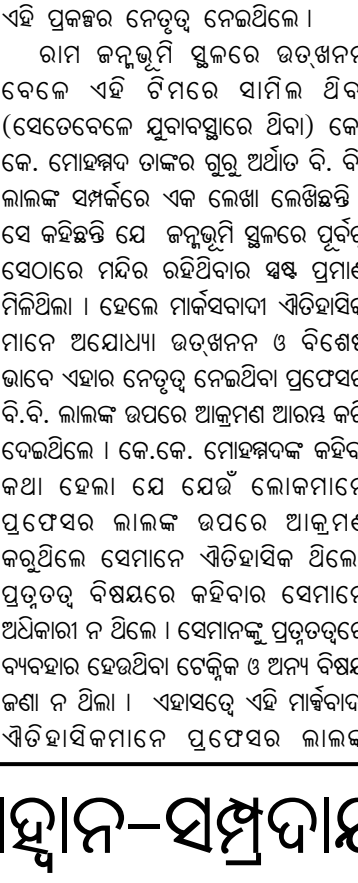 ଏହି ପ୍ରକଳ୍ପର ନେତୃତ୍ୱ ନେଇଥିଲେ ।
ରାମ ଜନ୍ମଭୂମି ସ୍ଥଳରେ ଉତ୍‌ଖନନ
ବେଳେ ଏହି ଟିମରେ ସାମିଲ ଥିବା
(ସେତେବେଳେ ଯୁବାବସ୍ଥାରେ ଥିବା) କେ.
କେ. ମୋହମ୍ମଦ ତାଙ୍କର ଗୁରୁ ଅର୍ଥାତ ବି. ବି.
ଲାଲଙ୍କ ସମ୍ପର୍କରେ ଏକ ଲେଖା ଲେଖିଛନ୍ତି
ସେ କହିଛନ୍ତି ଯେ ଜନ୍ମଭୂମି ସ୍ଥଳରେ ପୂର୍ବରୁ
ସେଠାରେ ମନ୍ଦିର ରହିଥିବାର ସ୍ପଷ୍ଟ ପ୍ରମାଣ
ମିଳିଥିଲା । ହେଲେ ମାର୍କସବାଦୀ ଐତିହାସିକ
ମାନେ ଅଯୋଧ୍ୟା ଉତ୍‌ଖନନ ଓ ବିଶେଷ
ଭାବେ ଏହାର ନେତୃତ୍ୱ ନେଇଥିବା ପ୍ରଫେସର
ବି.ବି. ଲାଲଙ୍କ ଉପରେ ଆକ୍ରମଣ ଆରମ୍ଭ କରି
ଦେଇଥିଲେ । କେ.କେ. ମୋହମ୍ମଦଙ୍କ କହିବା
କଥା ହେଲା ଯେ ଯେଉଁ ଲୋକମାନେ
ପ୍ରଫେସର ଲାଲଙ୍କ ଉପରେ ଆକ୍ରମଣ
କରୁଥିଲେ ସେମାନେ ଐତିହାସିକ ଥିଲେ
ପ୍ରତ୍ନତତ୍ୱ ବିଷୟରେ କହିବାର ସେମାନେ
ଅଧିକାରୀ ନ ଥିଲେ । ସେମାନଙ୍କୁ ପ୍ରତ୍ନତତ୍ୱରେ
ବ୍ୟବହାର ହେଉଥିବା ଟେକ୍ନିକ ଓ ଅନ୍ୟ ବିଷୟ
ଜଣା ନ ଥିଲା । ଏହାସତ୍ୱେ ଏହି ମାର୍କ୍ସବାଦୀ
ଐତିହାସିକମାନେ ପ୍ରଫେସର ଲାଲଙ୍କ
ହ୍ୱାନ-ସମ୍ପ୍ରଦାୟ